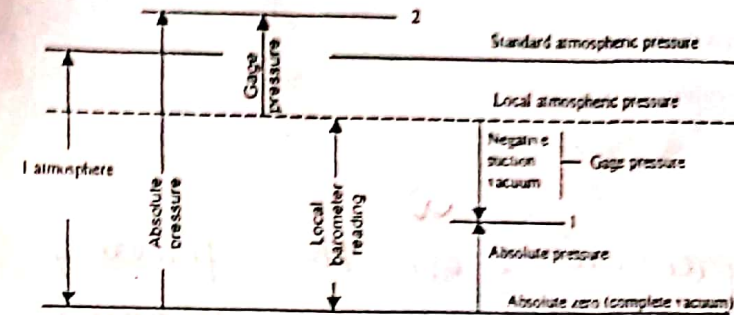 2
Standard atmospheric pressure
Gage
pressure
Local atmospheric pressure
1 atmosphere
Absolute
pressure
Local
barometer
reading
Negative
suction
vacuum
Gage pressure
1
Absolute pressure
Absolute zero (complete vacuum)